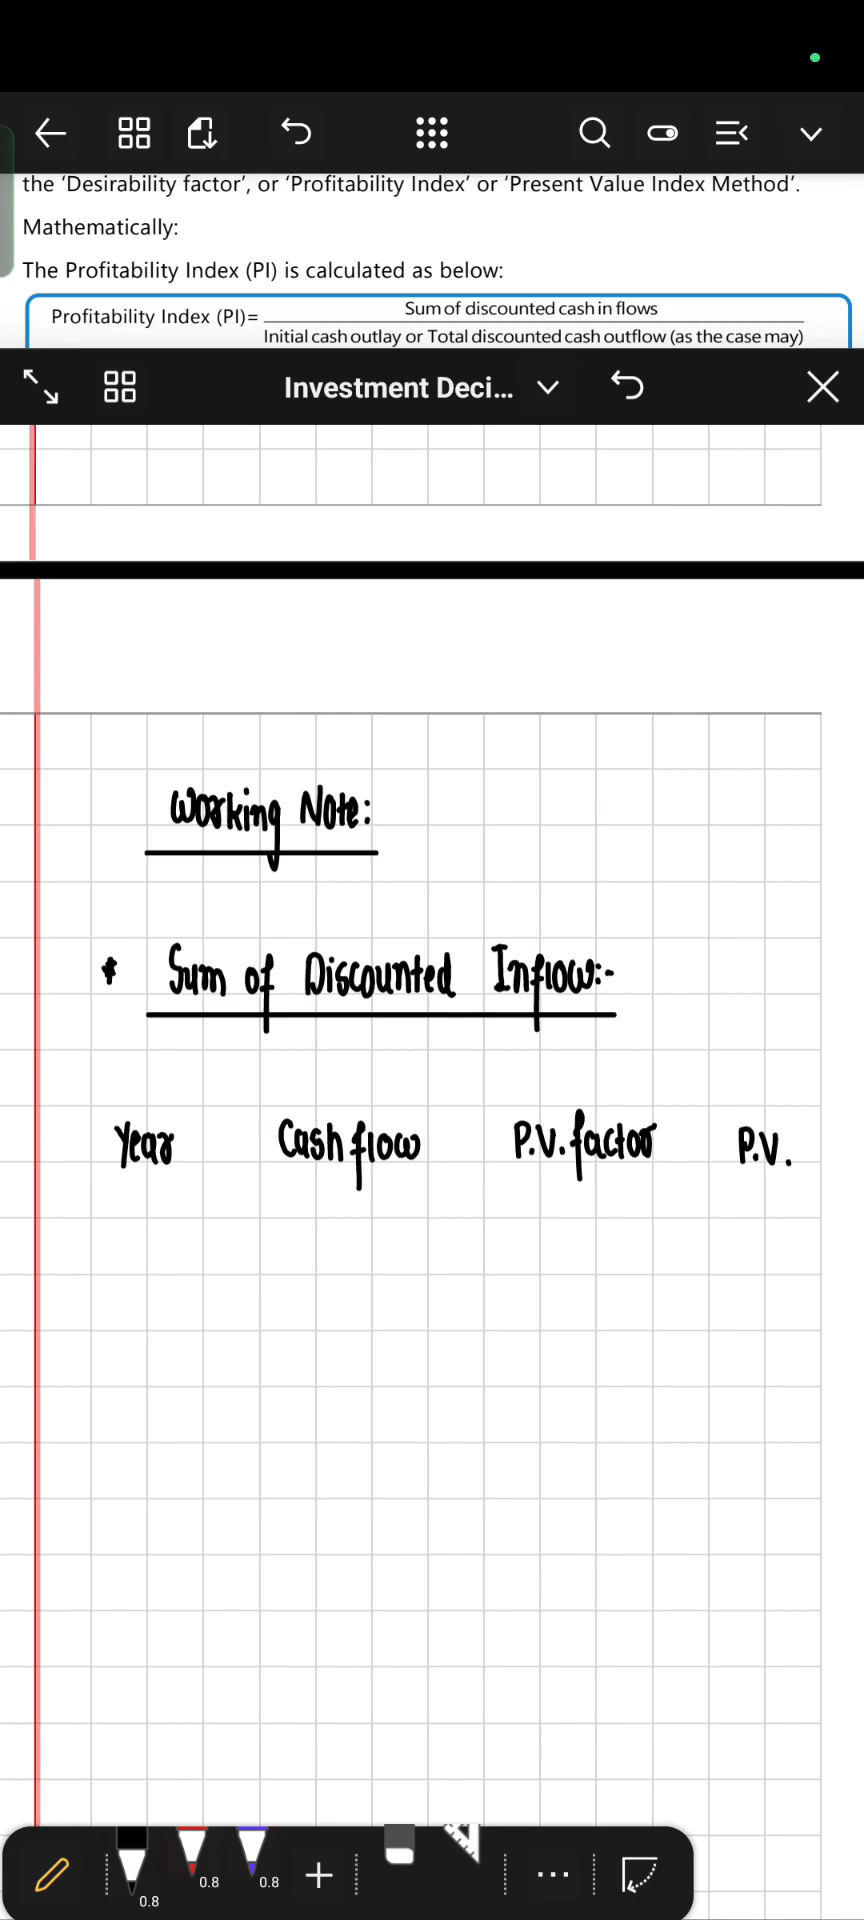 the ‘Desirability factor’, or ‘Profitability Index’ or ‘Present Value Index Method’.
Mathematically:
The Profitability Index (PI) is calculated as below:
Profitability Index (PI)= Sum of discounted cash in flows
Initial cash outlay or Total discounted cash outflow (as the case may)
Investment Deci...
Working Note:
* Sum of Discounted Inflow:-
Year Cash flow P.V. factor P.V.
0.8 0.8 0.8